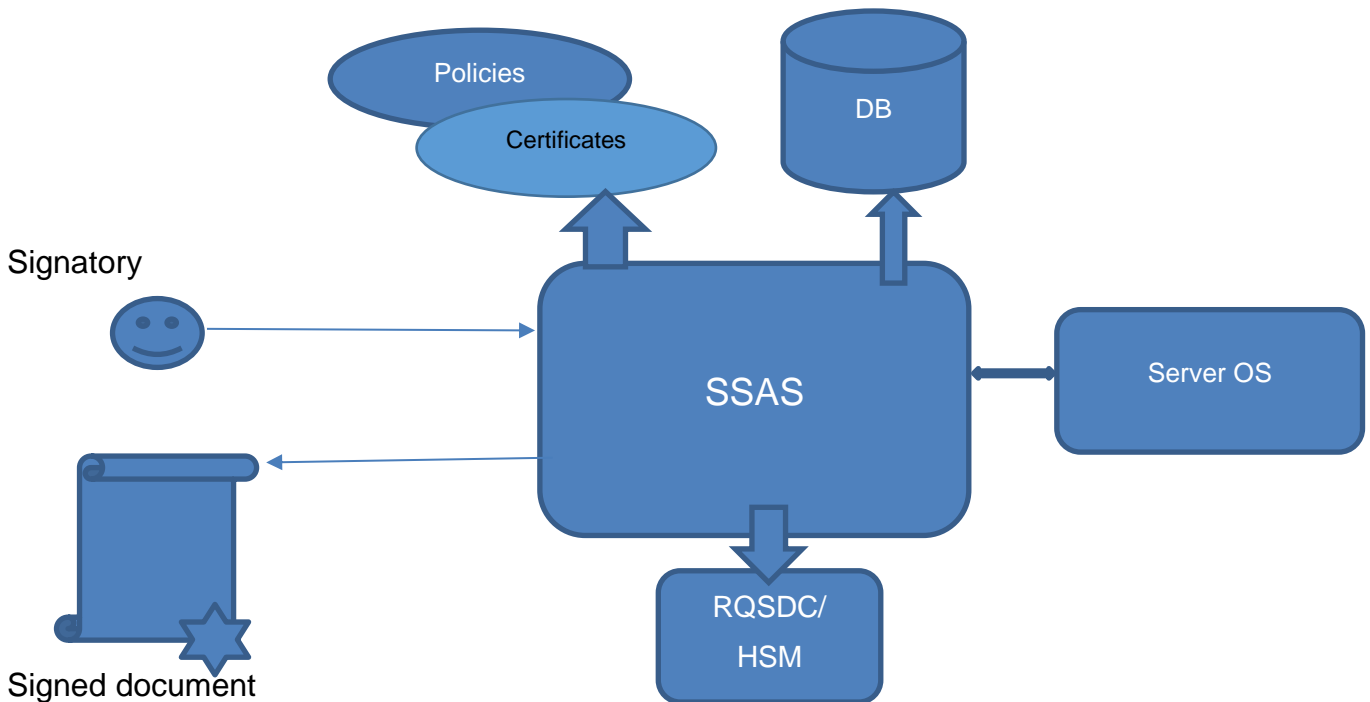 Policies
DB
Certificates
Signatory
SSAS
Server OS
RQSDC/
HSM
Signed document